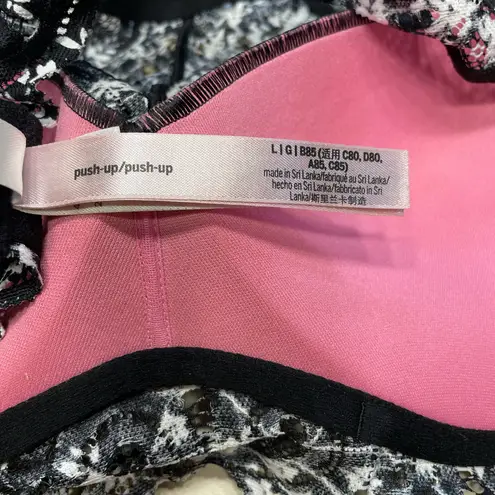 push-up/push-up
L | G | B85 (适用 C80, D80,
A85, C85)
made in Sri Lanka/fabriqué au Sri Lanka/
hecho en Sri Lanka/fabbricato in Sri
Lanka/斯里兰卡制造